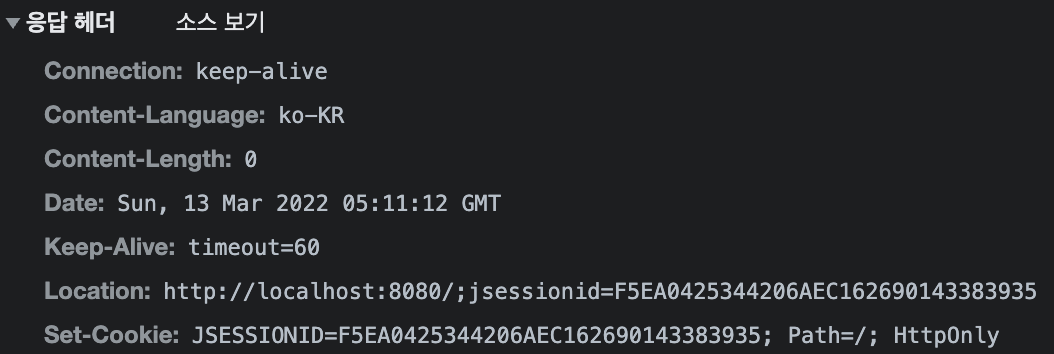 ▼ 응답 헤더 소스 보기
Connection: keep-alive
Content-Language: ko-KR
Content-Length: 0
Date: Sun, 13 Mar 2022 05:11:12 GMT
Keep-Alive: timeout=60
Location: http://localhost:8080/;jsessionid=F5EA0425344206AEC162690143383935
Set-Cookie: JSESSIONID=F5EA0425344206AEC162690143383935; Path=/; HttpOnly